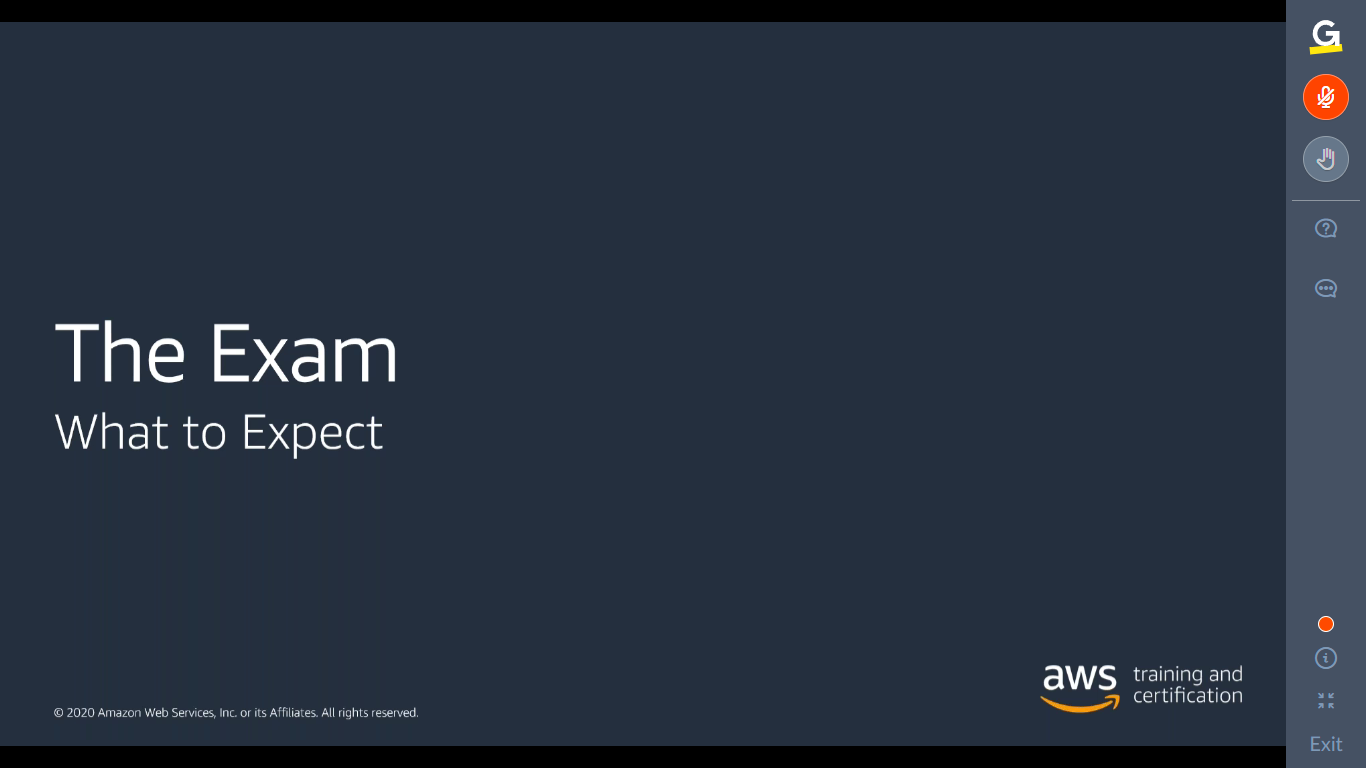 The Exam
What to Expect
aws training and
certification
© 2020 Amazon Web Services, Inc. or its Affiliates. All rights reserved.
G
Exit